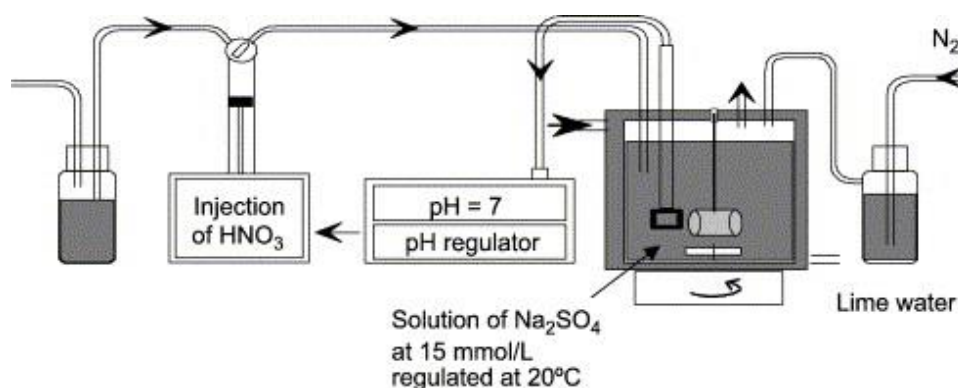 N₂
Injection
of HNO₃
pH = 7
pH regulator
Solution of Na₂SO₄
at 15 mmol/L
regulated at 20ºC
Lime water